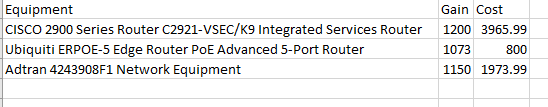 Equipment Gain Cost
CISCO 2900 Series Router C2921-VSEC/K9 Integrated Services Router 1200 3965.99
Ubiquiti ERPOE-5 Edge Router PoE Advanced 5-Port Router 1073 800
Adtran 4243908F1 Network Equipment 1150 1973.99